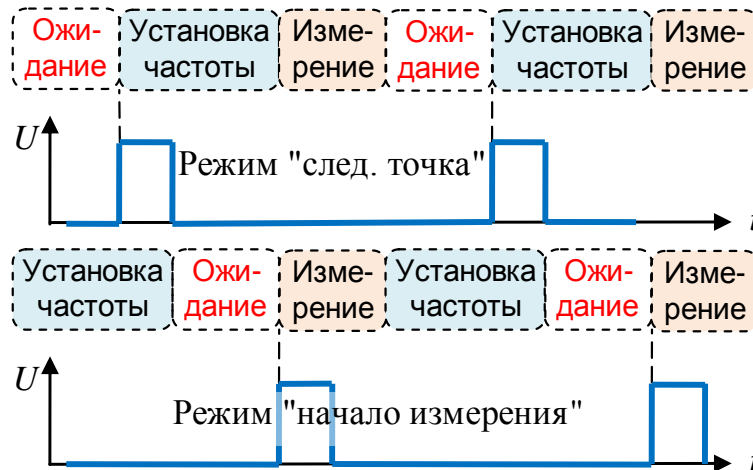 Ожи-
дание
Установка
частоты
Изме-
рение
Ожи-
дание
Установка
частоты
Изме-
рение
U
Режим "след. точка"
t
Установка
частоты
Ожи-
дание
Изме-
рение
Установка
частоты
Ожи-
дание
Изме-
рение
U
Режим "начало измерения"
t